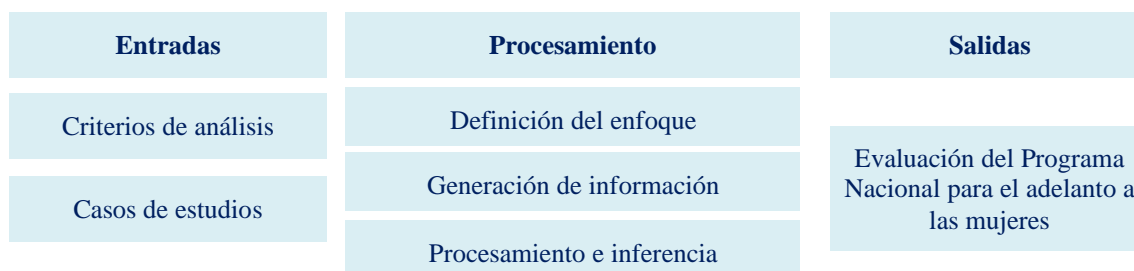 Entradas
Procesamiento
Salidas
Criterios de análisis
Casos de estudios
Definición del enfoque
Generación de información
Procesamiento e inferencia
Evaluación del Programa
Nacional para el adelanto a
las mujeres